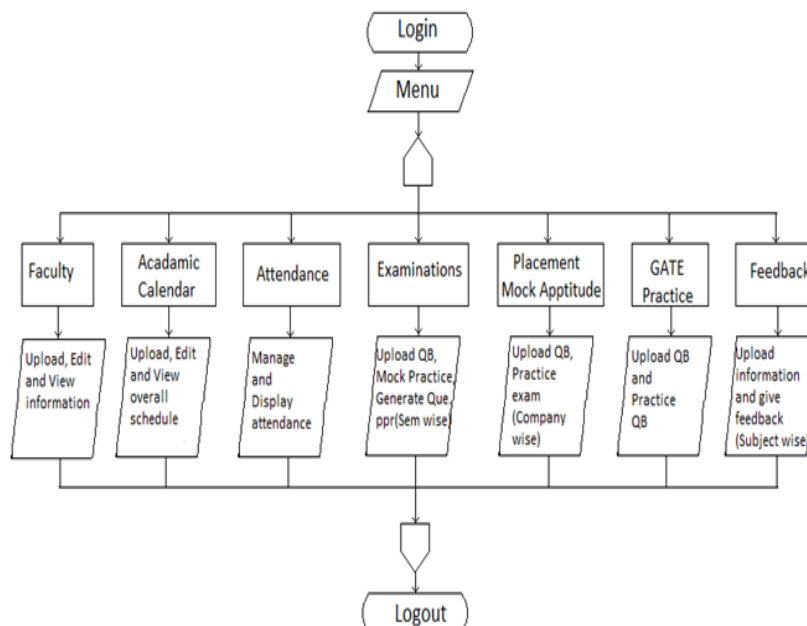 Login
Menu
Faculty
Acadamic
Calendar
Attendance
Examinations
Placement
Mock Apptitude
GATE
Practice
Feedback
Upload, Edit
and View
information
Upload, Edit
and View
overall
schedule
Manage
and
Display
attendance
Upload QB,
Mock Practice,
Generate Que,
ppr(Sem wise)
Upload QB,
Practice
exam
(Company
wise)
Upload QB
and
Practice
QB
Upload
information
and give
feedback
(Subject wise)
Logout